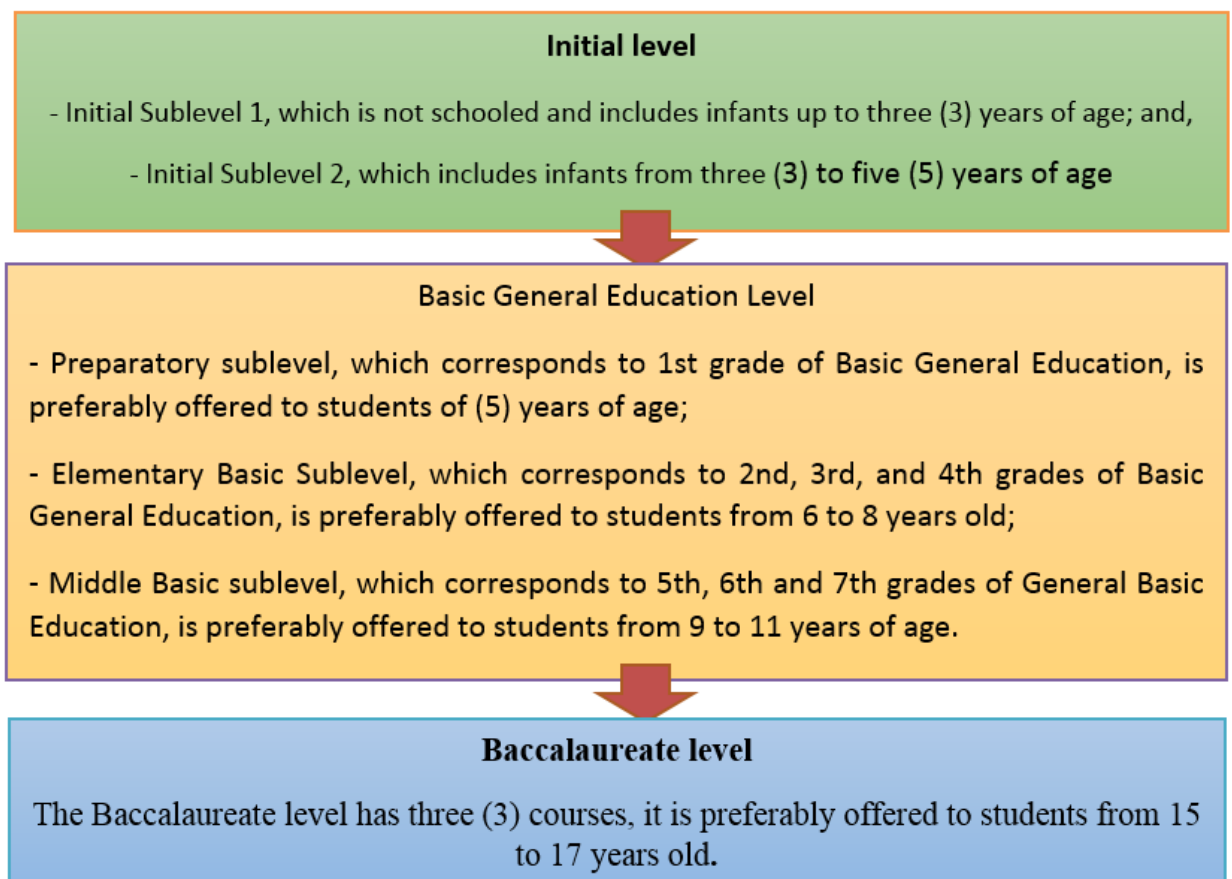 Initial level
- Initial Sublevel 1, which is not schooled and includes infants up to three (3) years of age; and,
- Initial Sublevel 2, which includes infants from three (3) to five (5) years of age
Basic General Education Level
- Preparatory sublevel, which corresponds to 1st grade of Basic General Education, is
preferably offered to students of (5) years of age;
- Elementary Basic Sublevel, which corresponds to 2nd, 3rd, and 4th grades of Basic
General Education, is preferably offered to students from 6 to 8 years old;
- Middle Basic sublevel, which corresponds to 5th, 6th and 7th grades of General Basic
Education, is preferably offered to students from 9 to 11 years of age.
Baccalaureate level
The Baccalaureate level has three (3) courses, it is preferably offered to students from 15
to 17 years old.